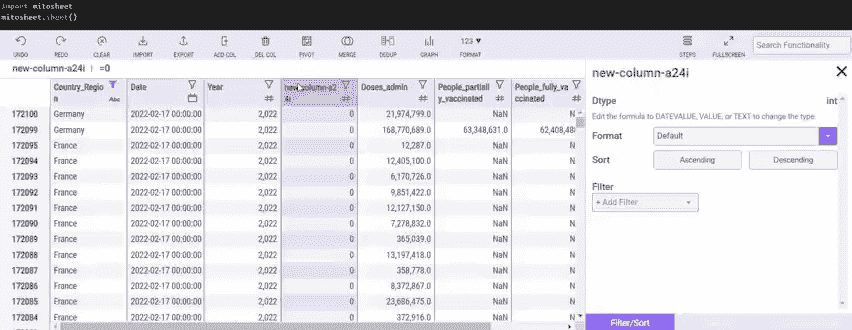 import mitosheet
mitosheet.sheet()
UNDO REDO CLEAR IMPORT EXPORT ADD COL DEL COL PIVOT MERGE DEDUP GRAPH 123 FORMAT STEPS FULLSCREEN Search Functionality
new-column-a24i =0
Country_Region Abc Date Year # new-column-a24i # Doses_admin # People_partially_vaccinated # People_fully_vaccinated #
172100 Germany 2022-02-17 00:00:00 2,022 0 21,974,799.0 NaN
172099 Germany 2022-02-17 00:00:00 2,022 0 168,770,689.0 63,348,631.0 62,408,48
172095 France 2022-02-17 00:00:00 2,022 0 12,287.0 NaN
172094 France 2022-02-17 00:00:00 2,022 0 12,405,100.0 NaN
172093 France 2022-02-17 00:00:00 2,022 0 6,170,726.0 NaN
172092 France 2022-02-17 00:00:00 2,022 0 9,851,422.0 NaN
172091 France 2022-02-17 00:00:00 2,022 0 12,127,150.0 NaN
172090 France 2022-02-17 00:00:00 2,022 0 7,278,832.0 NaN
172089 France 2022-02-17 00:00:00 2,022 0 365,039.0 NaN
172088 France 2022-02-17 00:00:00 2,022 0 13,197,418.0 NaN
172087 France 2022-02-17 00:00:00 2,022 0 358,778.0 NaN
172086 France 2022-02-17 00:00:00 2,022 0 8,372,867.0 NaN
172085 France 2022-02-17 00:00:00 2,022 0 23,686,475.0 NaN
172084 France 2022-02-17 00:00:00 2,022 0 372,916.0 NaN
new-column-a24i
Dtype int
Edit the formula to DATEVALUE, VALUE, or TEXT to change the type.
Format Default
Sort Ascending Descending
Filter
+ Add Filter
Filter/Sort